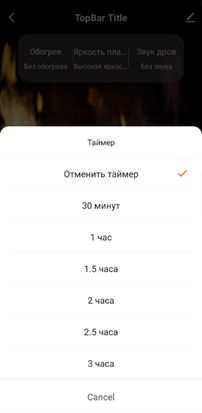 TopBar Title
Обогрев
Яркость пла...
Звук дров
Без обогрева
Высокая яркос...
Без звука
Таймер
Отменить таймер
30 минут
1 час
1.5 часа
2 часа
2.5 часа
3 часа
Cancel